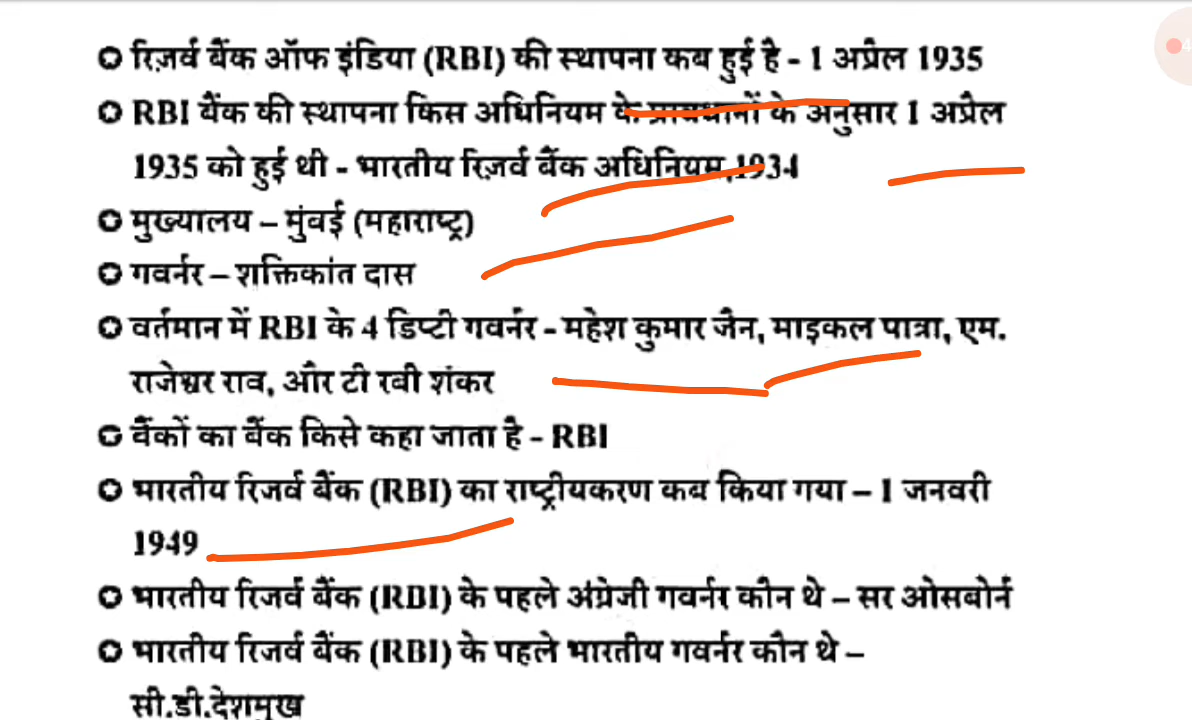 ✪ रिज़र्व बैंक ऑफ इंडिया (RBI) की स्थापना कब हुई है - 1 अप्रैल 1935
✪ RBI बैंक की स्थापना किस अधिनियम के प्रावधानों के अनुसार 1 अप्रैल
1935 को हुई थी - भारतीय रिज़र्व बैंक अधिनियम,1934
✪ मुख्यालय – मुंबई (महाराष्ट्र)
✪ गवर्नर – शक्तिकांत दास
✪ वर्तमान में RBI के 4 डिप्टी गवर्नर - महेश कुमार जैन, माइकल पात्रा, एम.
राजेश्वर राव, और टी रबी शंकर
✪ बैंकों का बैंक किसे कहा जाता है - RBI
✪ भारतीय रिजर्व बैंक (RBI) का राष्ट्रीयकरण कब किया गया – 1 जनवरी
1949
✪ भारतीय रिजर्व बैंक (RBI) के पहले अंग्रेजी गवर्नर कौन थे – सर ओसबोर्न
✪ भारतीय रिजर्व बैंक (RBI) के पहले भारतीय गवर्नर कौन थे –
सी.डी.देशमुख